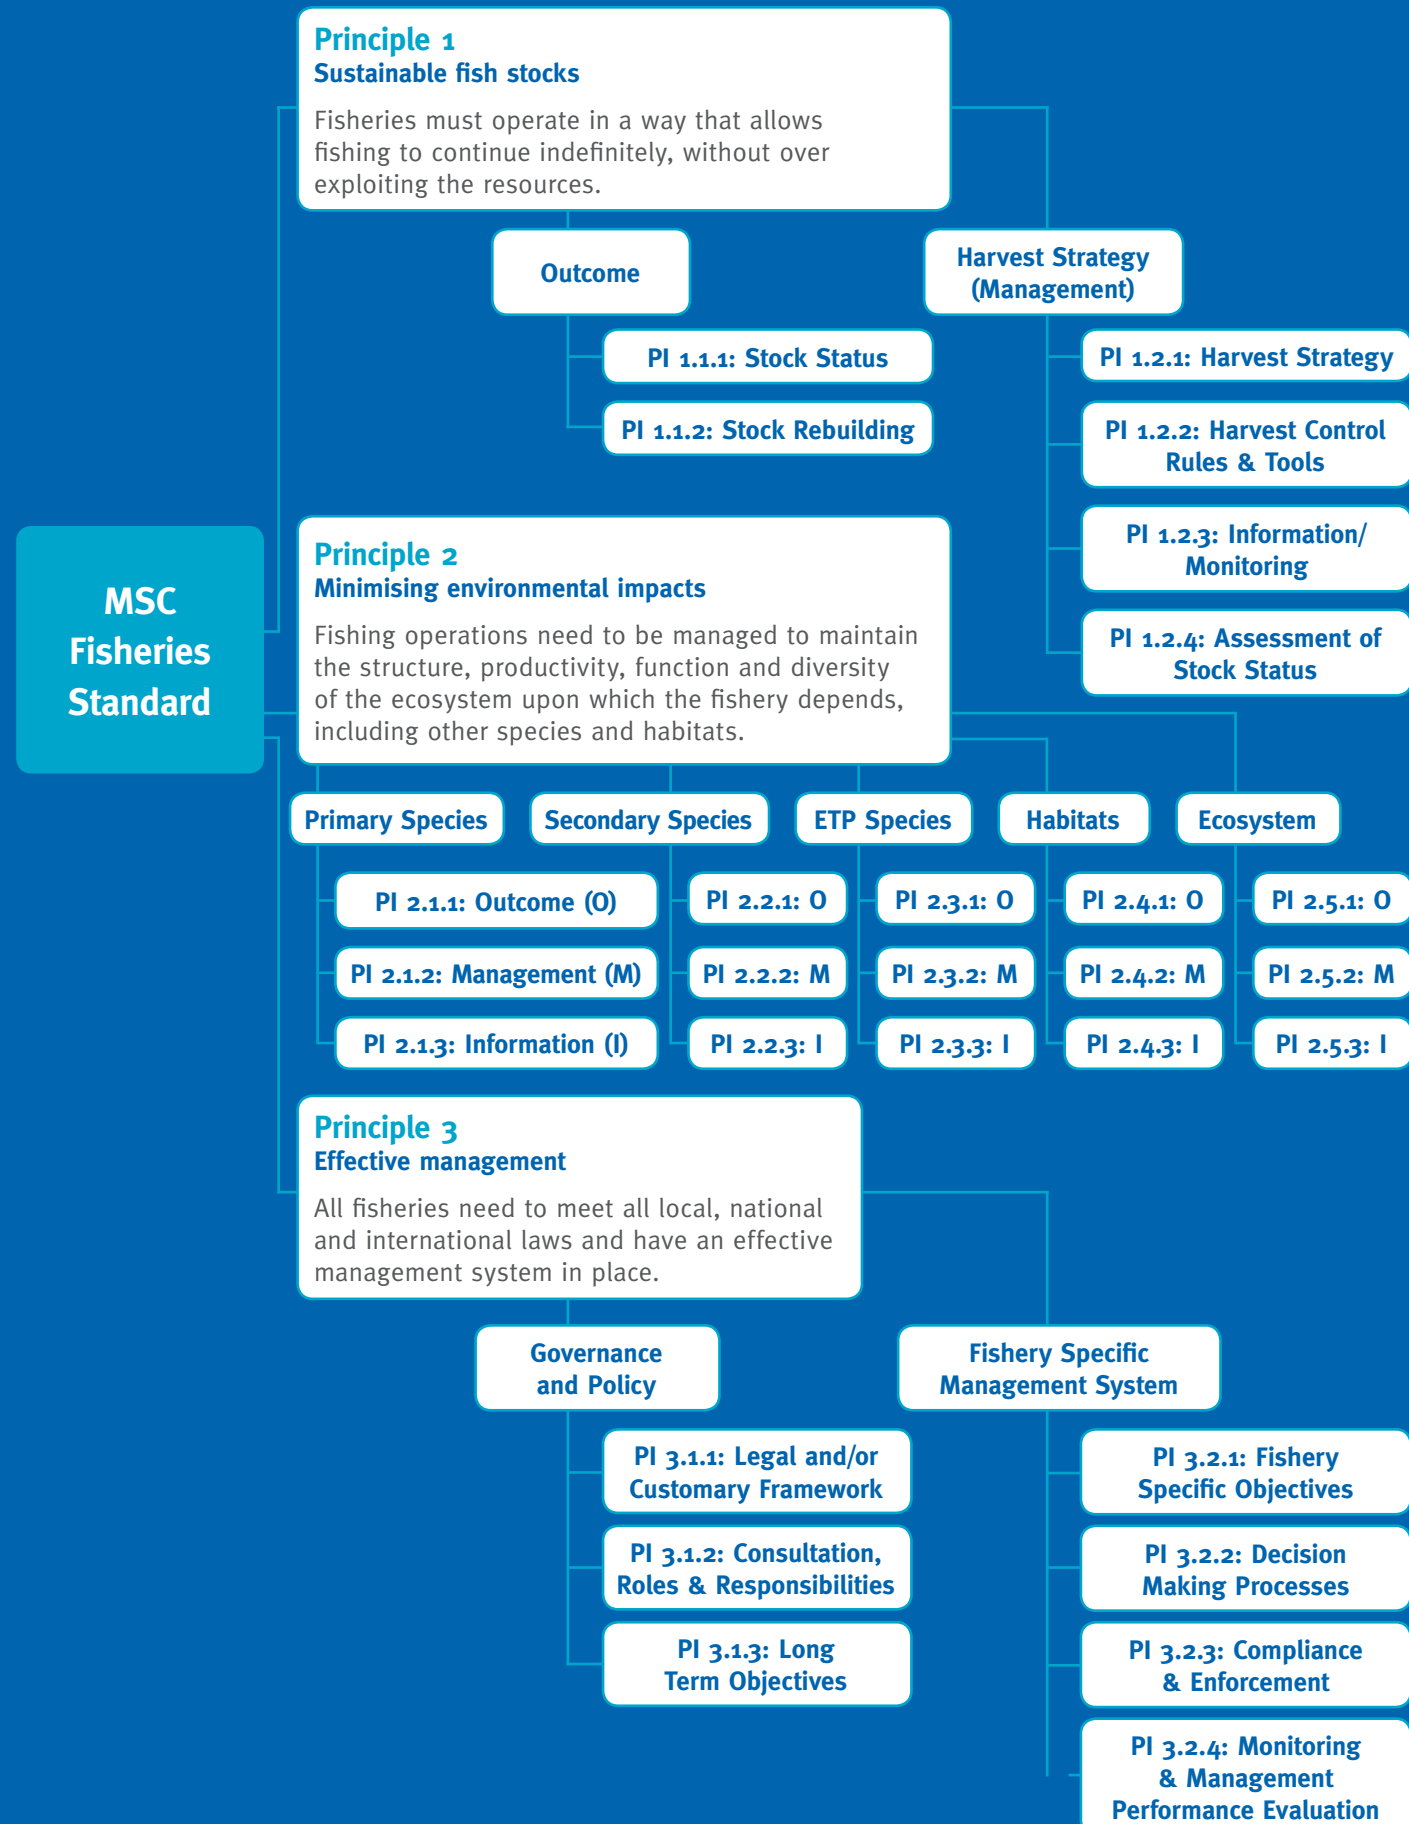 MSC
Fisheries
Standard
Principle 1
Sustainable fish stocks
Fisheries must operate in a way that allows
fishing to continue indefinitely, without over
exploiting the resources.
Outcome
PI 1.1.1: Stock Status
PI 1.1.2: Stock Rebuilding
Harvest Strategy
(Management)
PI 1.2.1: Harvest Strategy
PI 1.2.2: Harvest Control
Rules & Tools
PI 1.2.3: Information/
Monitoring
PI 1.2.4: Assessment of
Stock Status
Principle 2
Minimising environmental impacts
Fishing operations need to be managed to maintain
the structure, productivity, function and diversity
of the ecosystem upon which the fishery depends,
including other species and habitats.
Primary Species
PI 2.1.1: Outcome (O)
PI 2.1.2: Management (M)
PI 2.1.3: Information (I)
Secondary Species
PI 2.2.1: O
PI 2.2.2: M
PI 2.2.3: I
ETP Species
PI 2.3.1: O
PI 2.3.2: M
PI 2.3.3: I
Habitats
PI 2.4.1: O
PI 2.4.2: M
PI 2.4.3: I
Ecosystem
PI 2.5.1: O
PI 2.5.2: M
PI 2.5.3: I
Principle 3
Effective management
All fisheries need to meet all local, national
and international laws and have an effective
management system in place.
Governance
and Policy
PI 3.1.1: Legal and/or
Customary Framework
PI 3.1.2: Consultation,
Roles & Responsibilities
PI 3.1.3: Long
Term Objectives
Fishery Specific
Management System
PI 3.2.1: Fishery
Specific Objectives
PI 3.2.2: Decision
Making Processes
PI 3.2.3: Compliance
& Enforcement
PI 3.2.4: Monitoring
& Management
Performance Evaluation